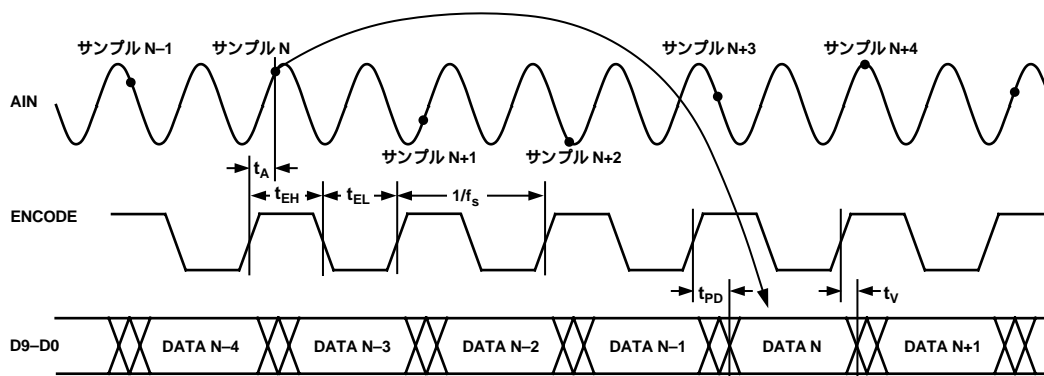 サンプル N–1
サンプル N
サンプル N+3
サンプル N+4
AIN
サンプル N+1
サンプル N+2
tA
tEH
tEL
1/fs
ENCODE
tPD
tV
D9–D0
DATA N–4
DATA N–3
DATA N–2
DATA N–1
DATA N
DATA N+1